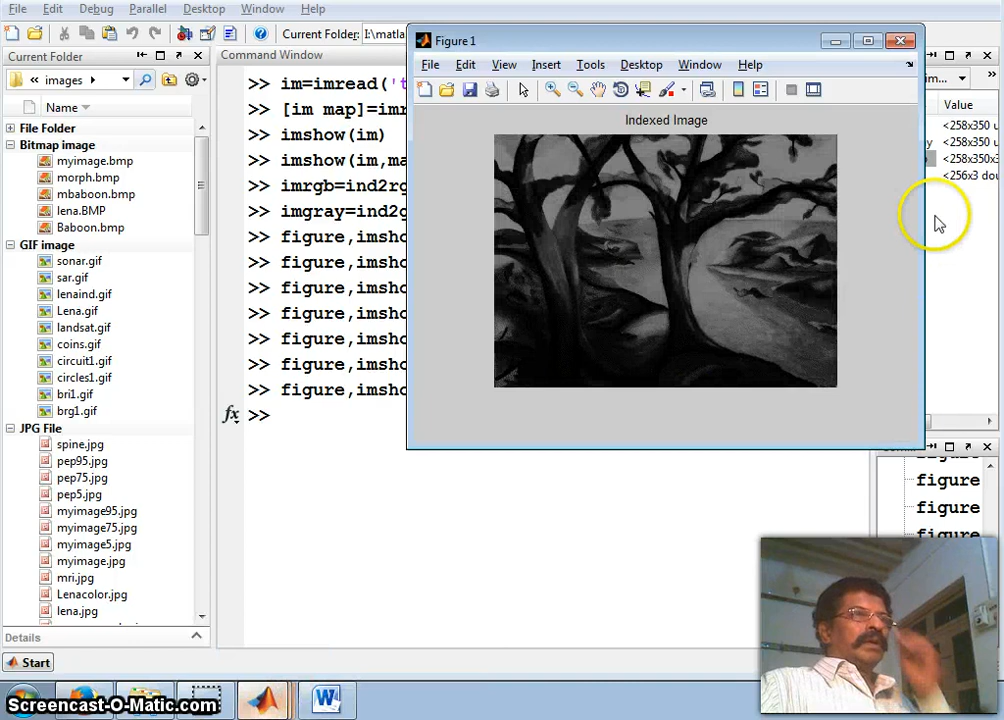 File Edit Debug Parallel Desktop Window Help
Current Folder: I:\matla
Current Folder
« images
Name
File Folder
Bitmap image
myimage.bmp
morph.bmp
mbaboon.bmp
lena.BMP
Baboon.bmp
GIF image
sonar.gif
sar.gif
lenaind.gif
Lena.gif
landsat.gif
coins.gif
circuit1.gif
circles1.gif
bri1.gif
brg1.gif
JPG File
spine.jpg
pep95.jpg
pep75.jpg
pep5.jpg
myimage95.jpg
myimage75.jpg
myimage5.jpg
myimage.jpg
mri.jpg
Lenacolor.jpg
lena.jpg
Details
Start
Command Window
>> im=imread('t
>> [im map]=imr
>> imshow(im)
>> imshow(im,ma
>> imrgb=ind2rg
>> imgray=ind2g
>> figure,imsho
>> figure,imsho
>> figure,imsho
>> figure,imsho
>> figure,imsho
>> figure,imsho
>> figure,imsho
fx >>
Figure 1
File Edit View Insert Tools Desktop Window Help
Indexed Image
im...
Value
<258x350 u
<258x350 u
<258x350x3
<256x3 dou
figure
figure
figure
Screencast-O-Matic.com